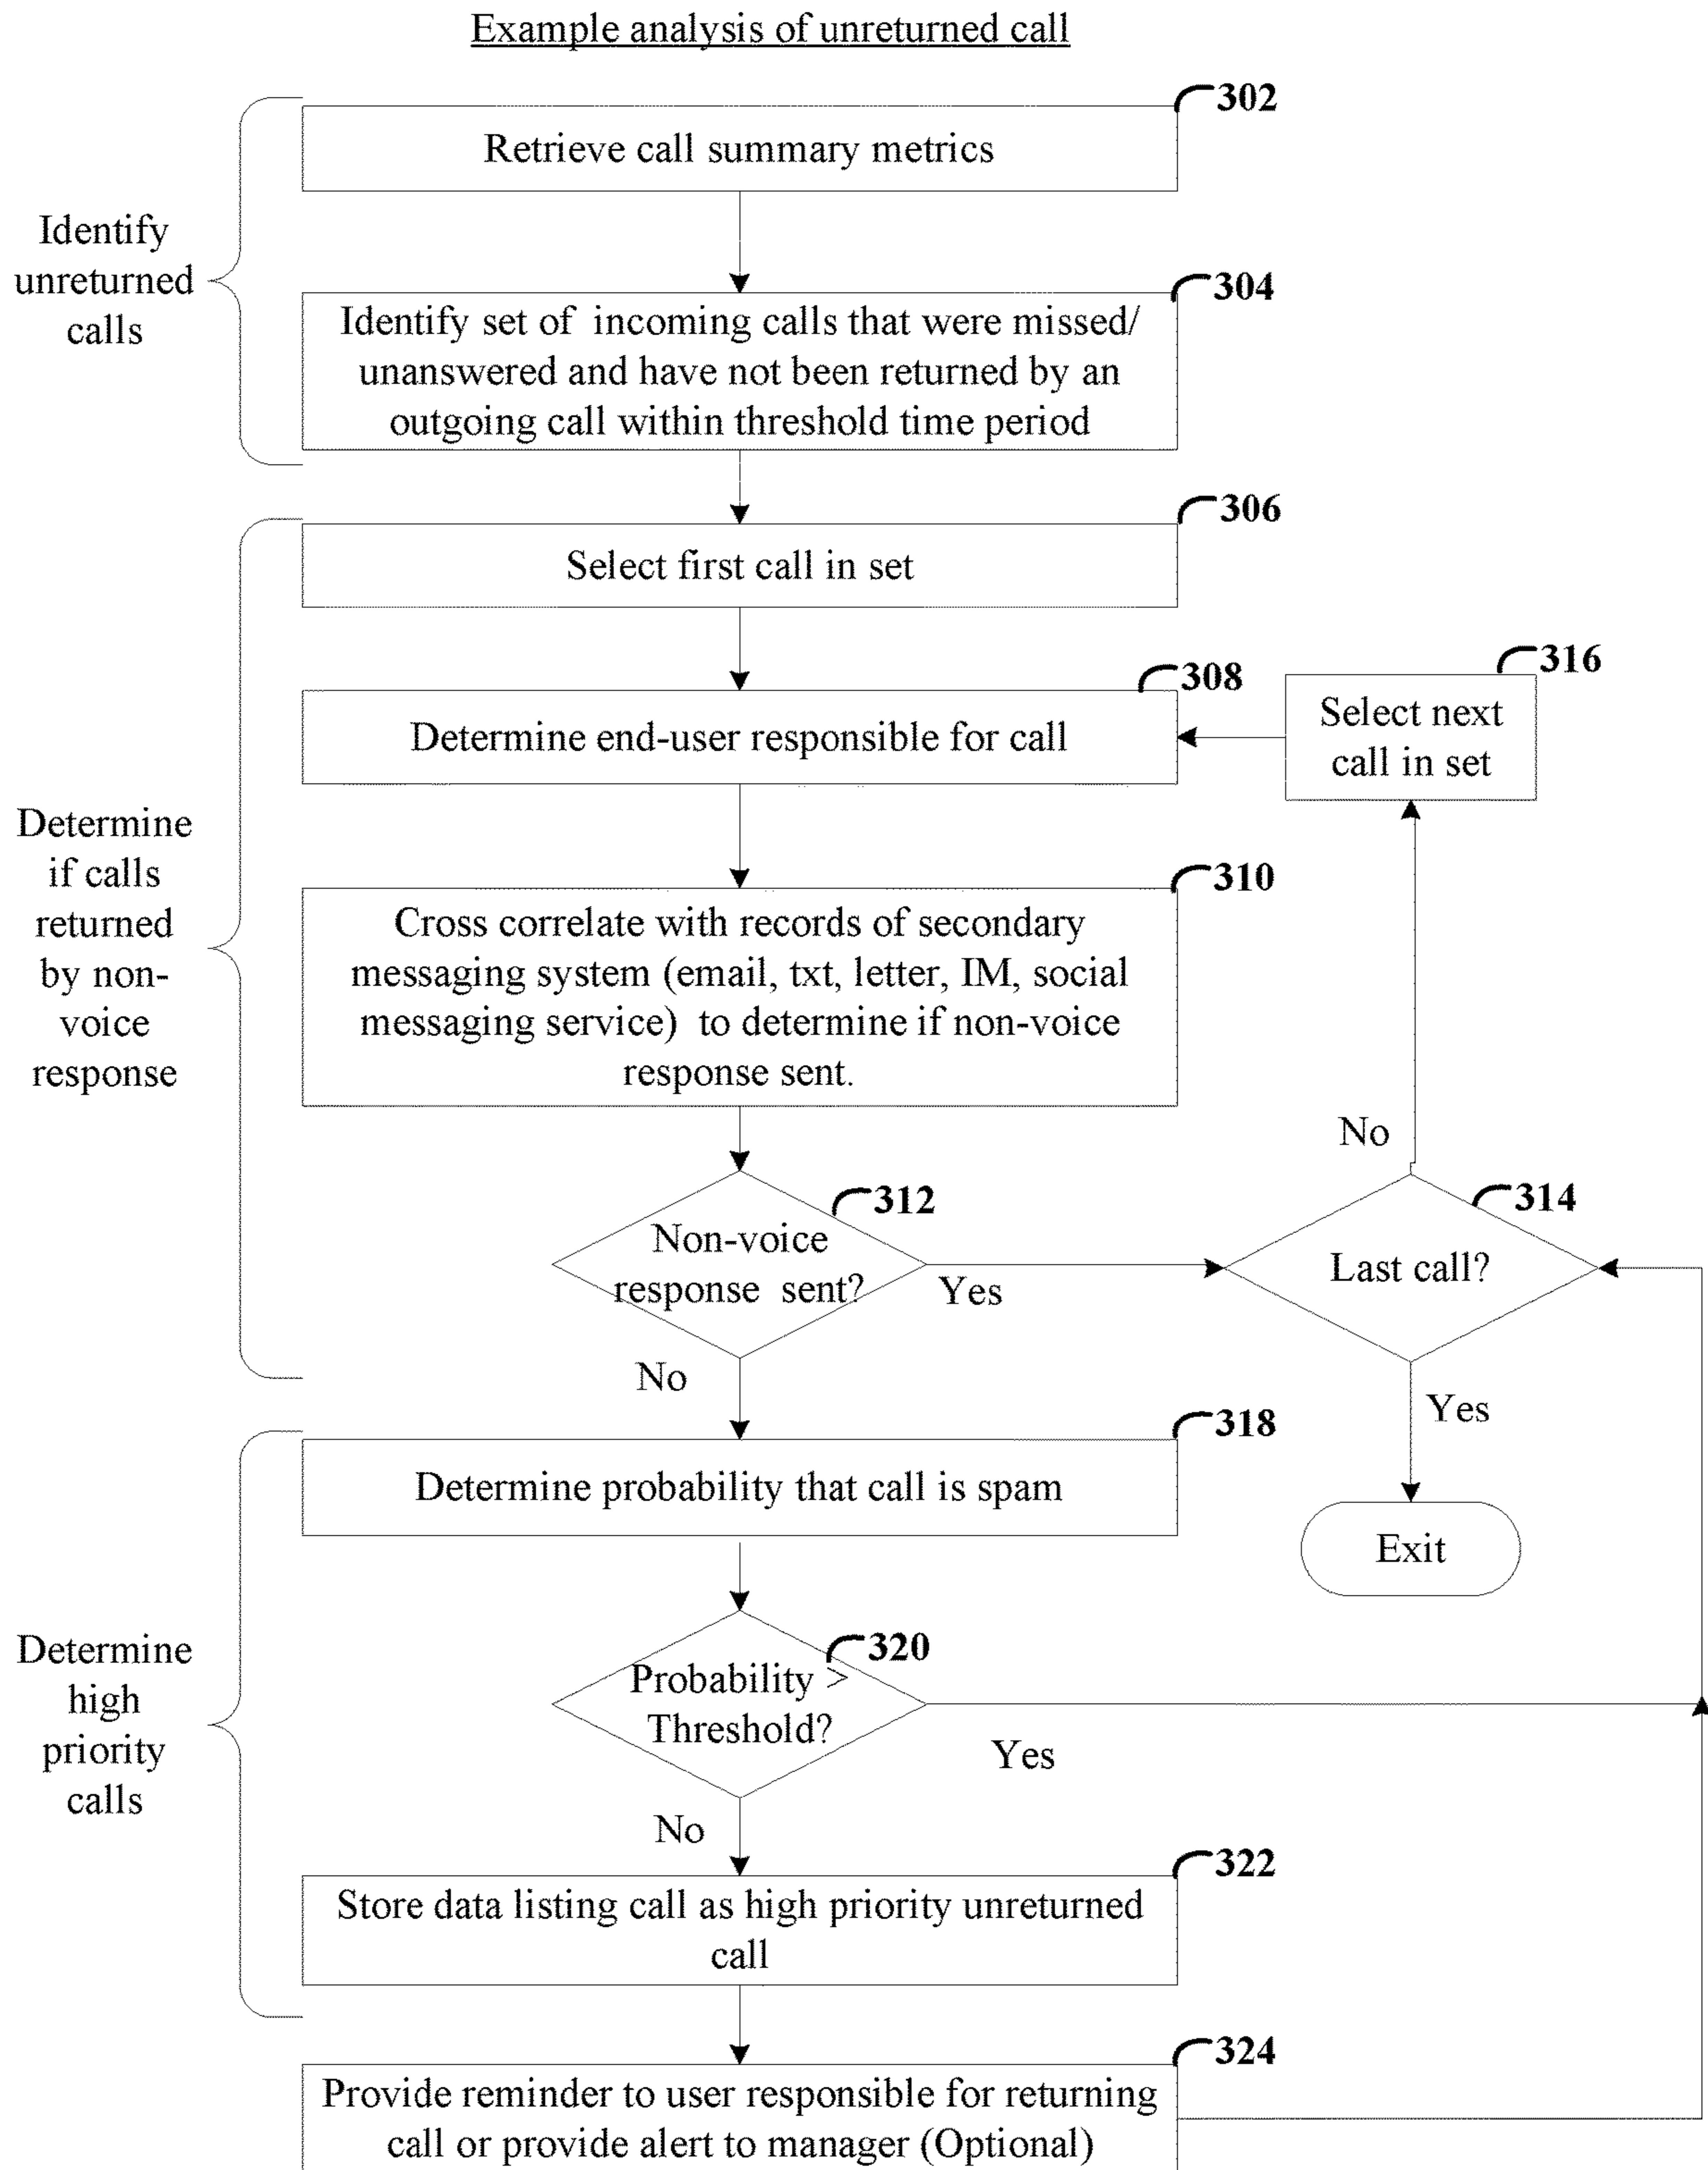 Example analysis of unreturned call
302
Retrieve call summary metrics
Identify
unreturned
calls
304
Identify set of incoming calls that were missed/
unanswered and have not been returned by an
outgoing call within threshold time period
306
Select first call in set
308
Determine end-user responsible for call
316
Select next
call in set
Determine
if calls
returned
by non-
voice
response
310
Cross correlate with records of secondary
messaging system (email, txt, letter, IM, social
messaging service) to determine if non-voice
response sent.
No
312
Non-voice
response sent?
Yes
314
Last call?
No
Yes
318
Determine probability that call is spam
Exit
Determine
high
priority
calls
320
Probability >
Threshold?
Yes
No
322
Store data listing call as high priority unreturned
call
324
Provide reminder to user responsible for returning
call or provide alert to manager (Optional)